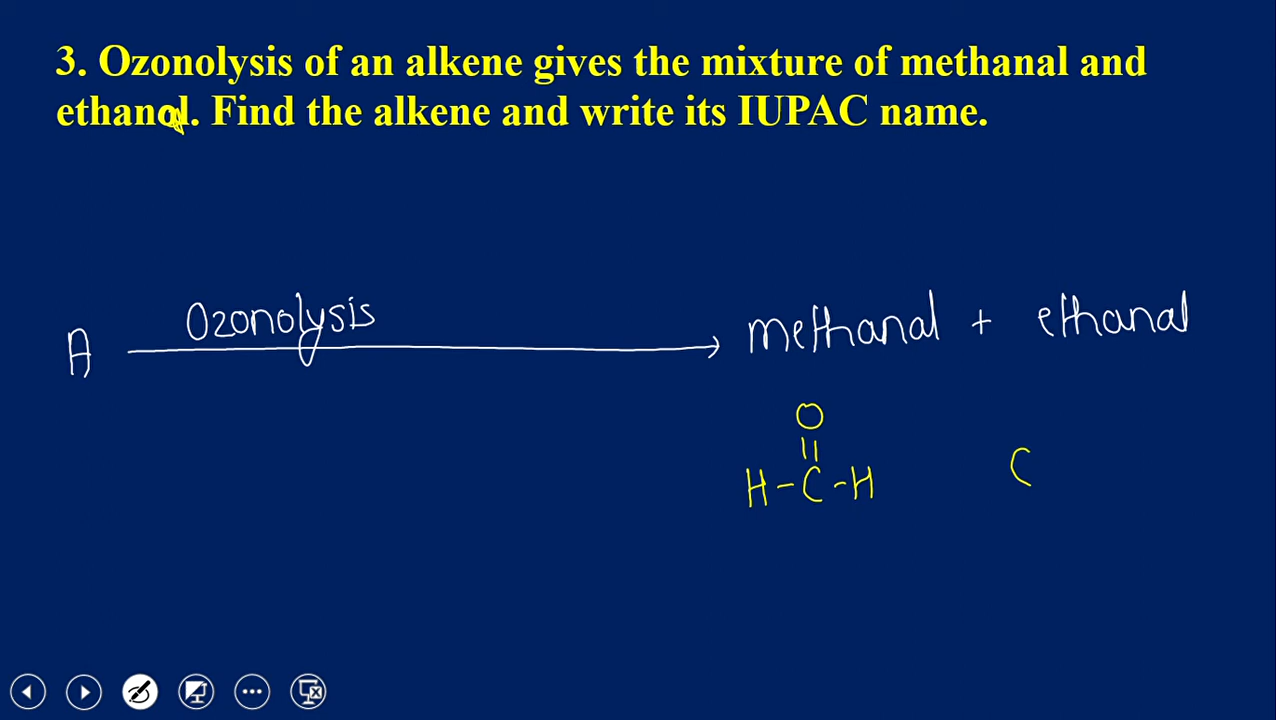 3. Ozonolysis of an alkene gives the mixture of methanal and
ethanal. Find the alkene and write its IUPAC name.
A Ozonolysis methanal + ethanal
O
H - C - H C